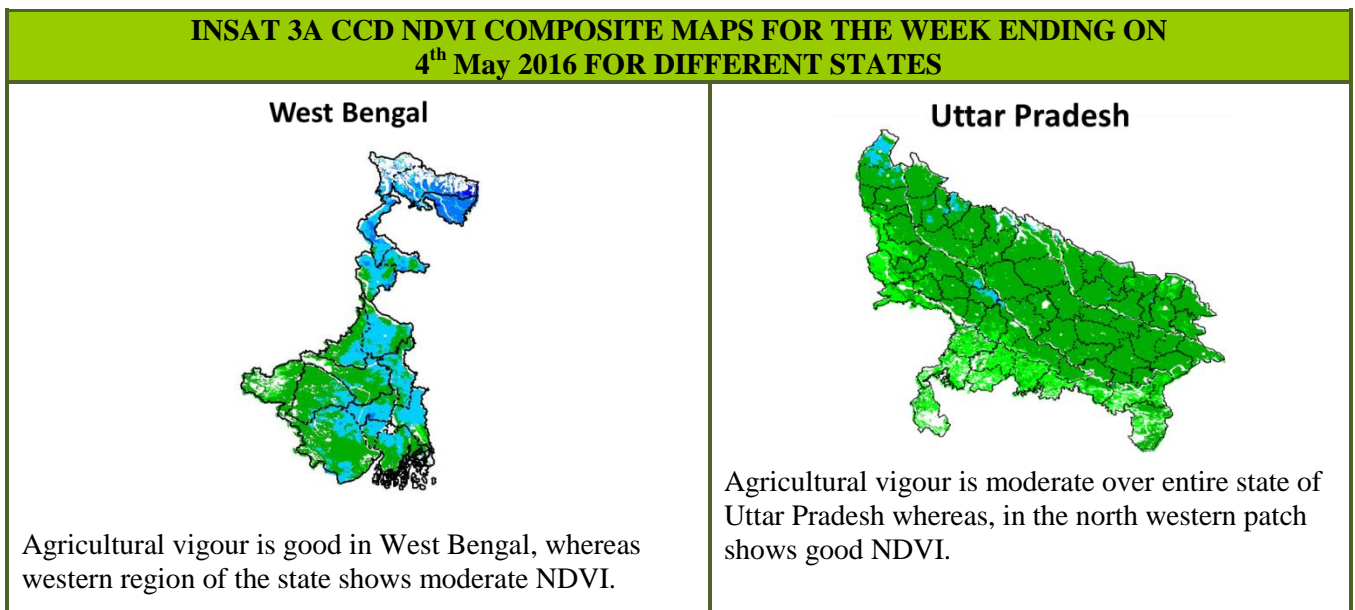 INSAT 3A CCD NDVI COMPOSITE MAPS FOR THE WEEK ENDING ON
4th May 2016 FOR DIFFERENT STATES
West Bengal
Agricultural vigour is good in West Bengal, whereas
western region of the state shows moderate NDVI.
Uttar Pradesh
Agricultural vigour is moderate over entire state of
Uttar Pradesh whereas, in the north western patch
shows good NDVI.